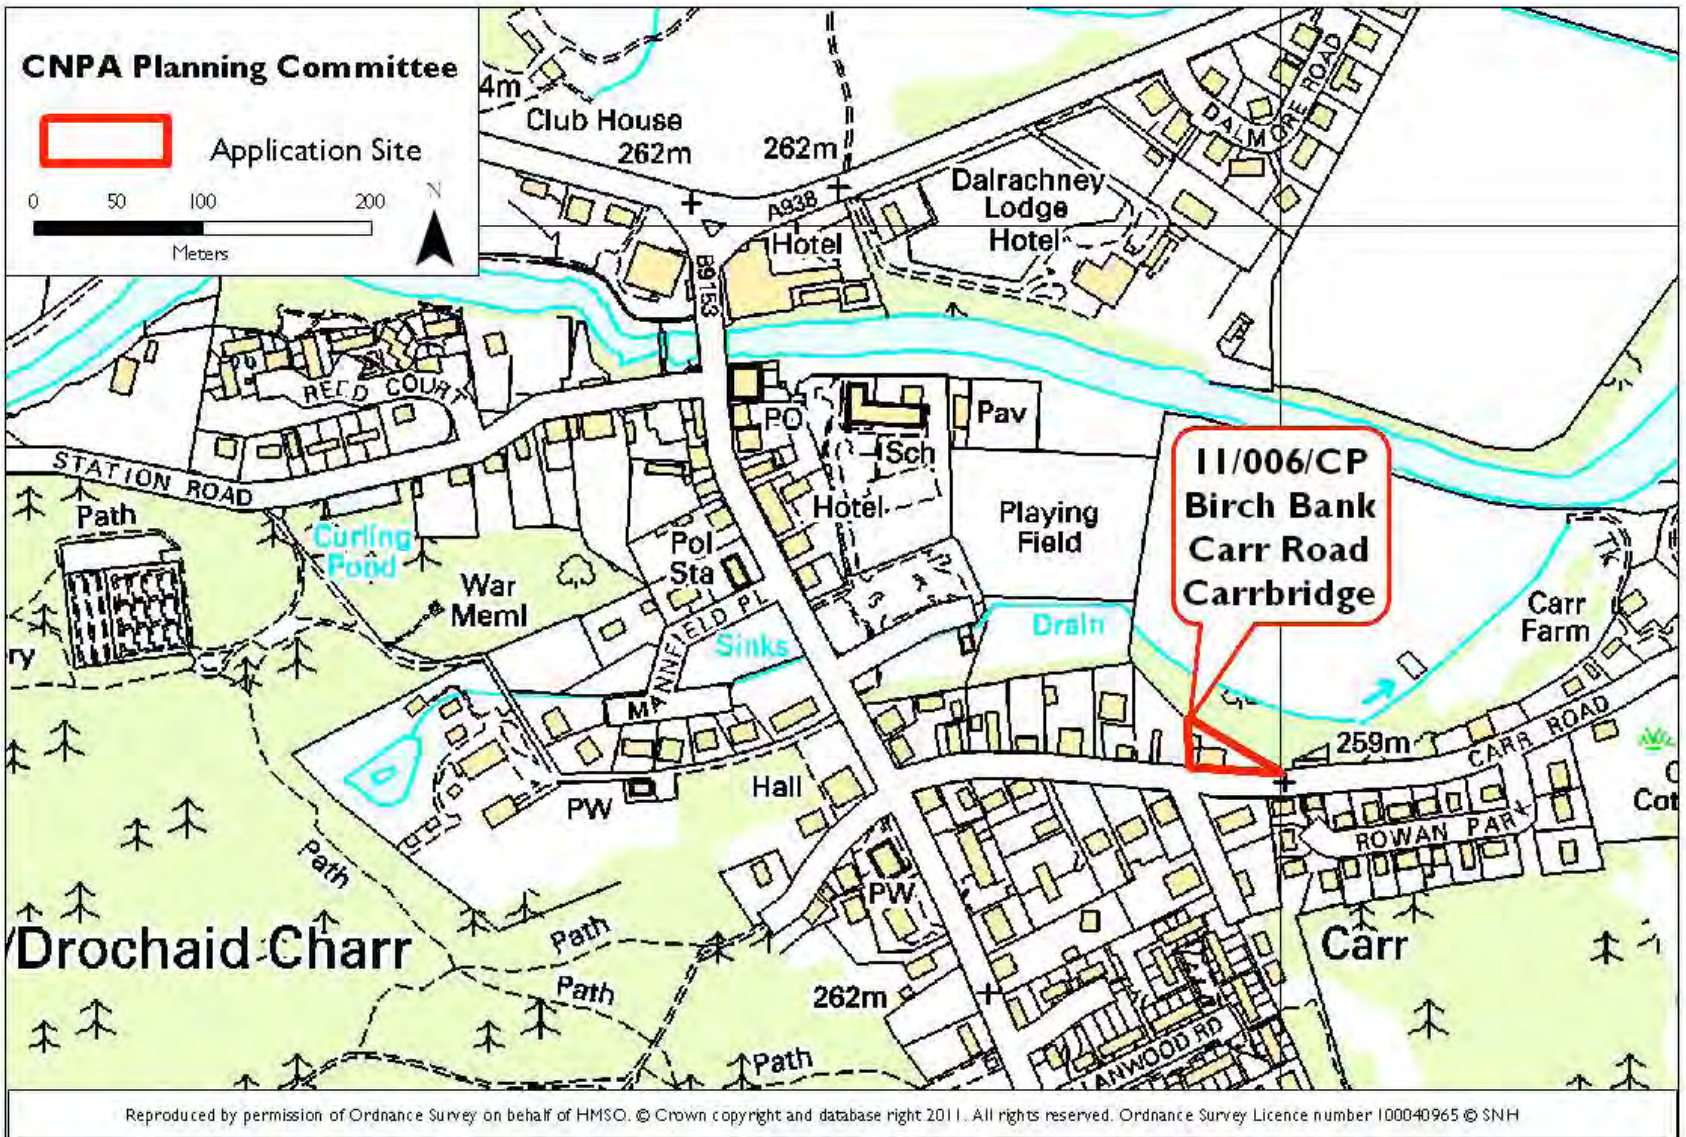 CNPA Planning Committee
Application Site
0 50 100 200
Meters
N
4m
Club House
262m
262m
A938
Hotel
B9153
Dalrachney
Lodge
Hotel
DALMORE ROAD
REED COURT
STATION ROAD
Path
Curling
Pond
War
Meml
PO
Sch
Pav
Hotel
Playing
Field
Pol
Sta
MANNFIELD PL
Sinks
Drain
11/006/CP
Birch Bank
Carr Road
Carrbridge
Carr
Farm
TK
ry
259m
CARR ROAD
Hall
PW
ROWAN PARK
C
Cot
Path
PW
/Drochaid Charr
Path
Path
262m
Carr
Path
LANWOOD RD
Reproduced by permission of Ordnance Survey on behalf of HMSO. © Crown copyright and database right 2011. All rights reserved. Ordnance Survey Licence number 100040965 © SNH